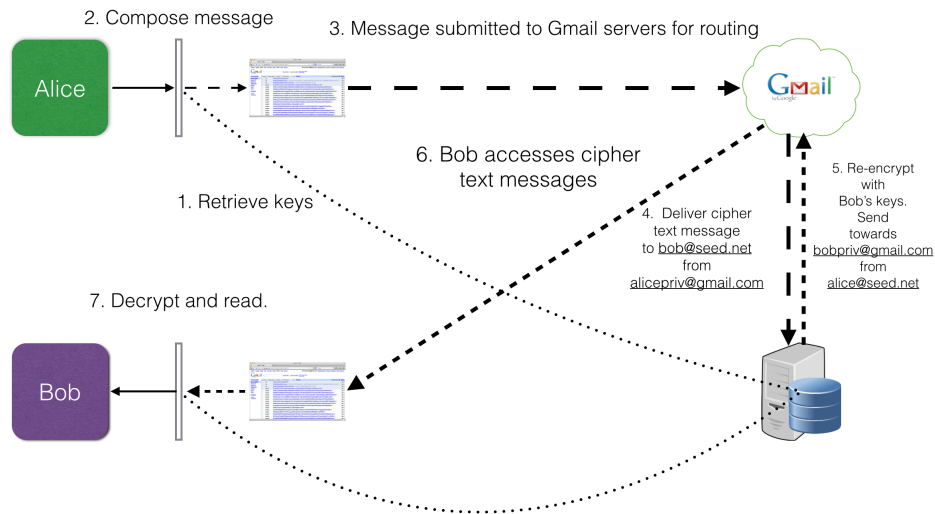 2. Compose message
3. Message submitted to Gmail servers for routing
Alice
Gmail
by Google
6. Bob accesses cipher
text messages
1. Retrieve keys
4. Deliver cipher
text message
to bob@seed.net
from
alicepriv@gmail.com
5. Re-encrypt
with
Bob's keys.
Send
towards
bobpriv@gmail.com
from
alice@seed.net
7. Decrypt and read.
Bob